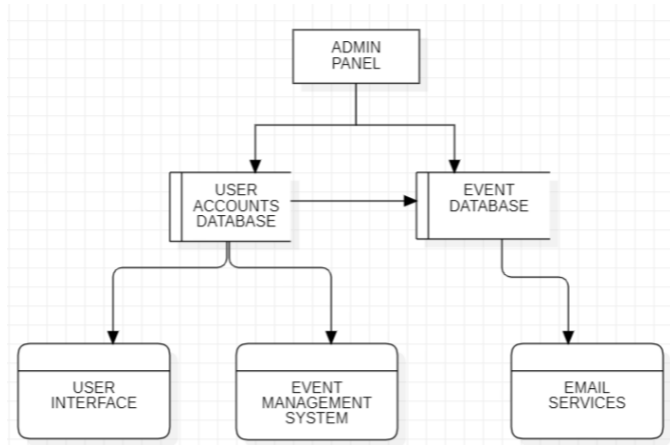 ADMIN
PANEL
USER
ACCOUNTS
DATABASE
EVENT
DATABASE
USER
INTERFACE
EVENT
MANAGEMENT
SYSTEM
EMAIL
SERVICES